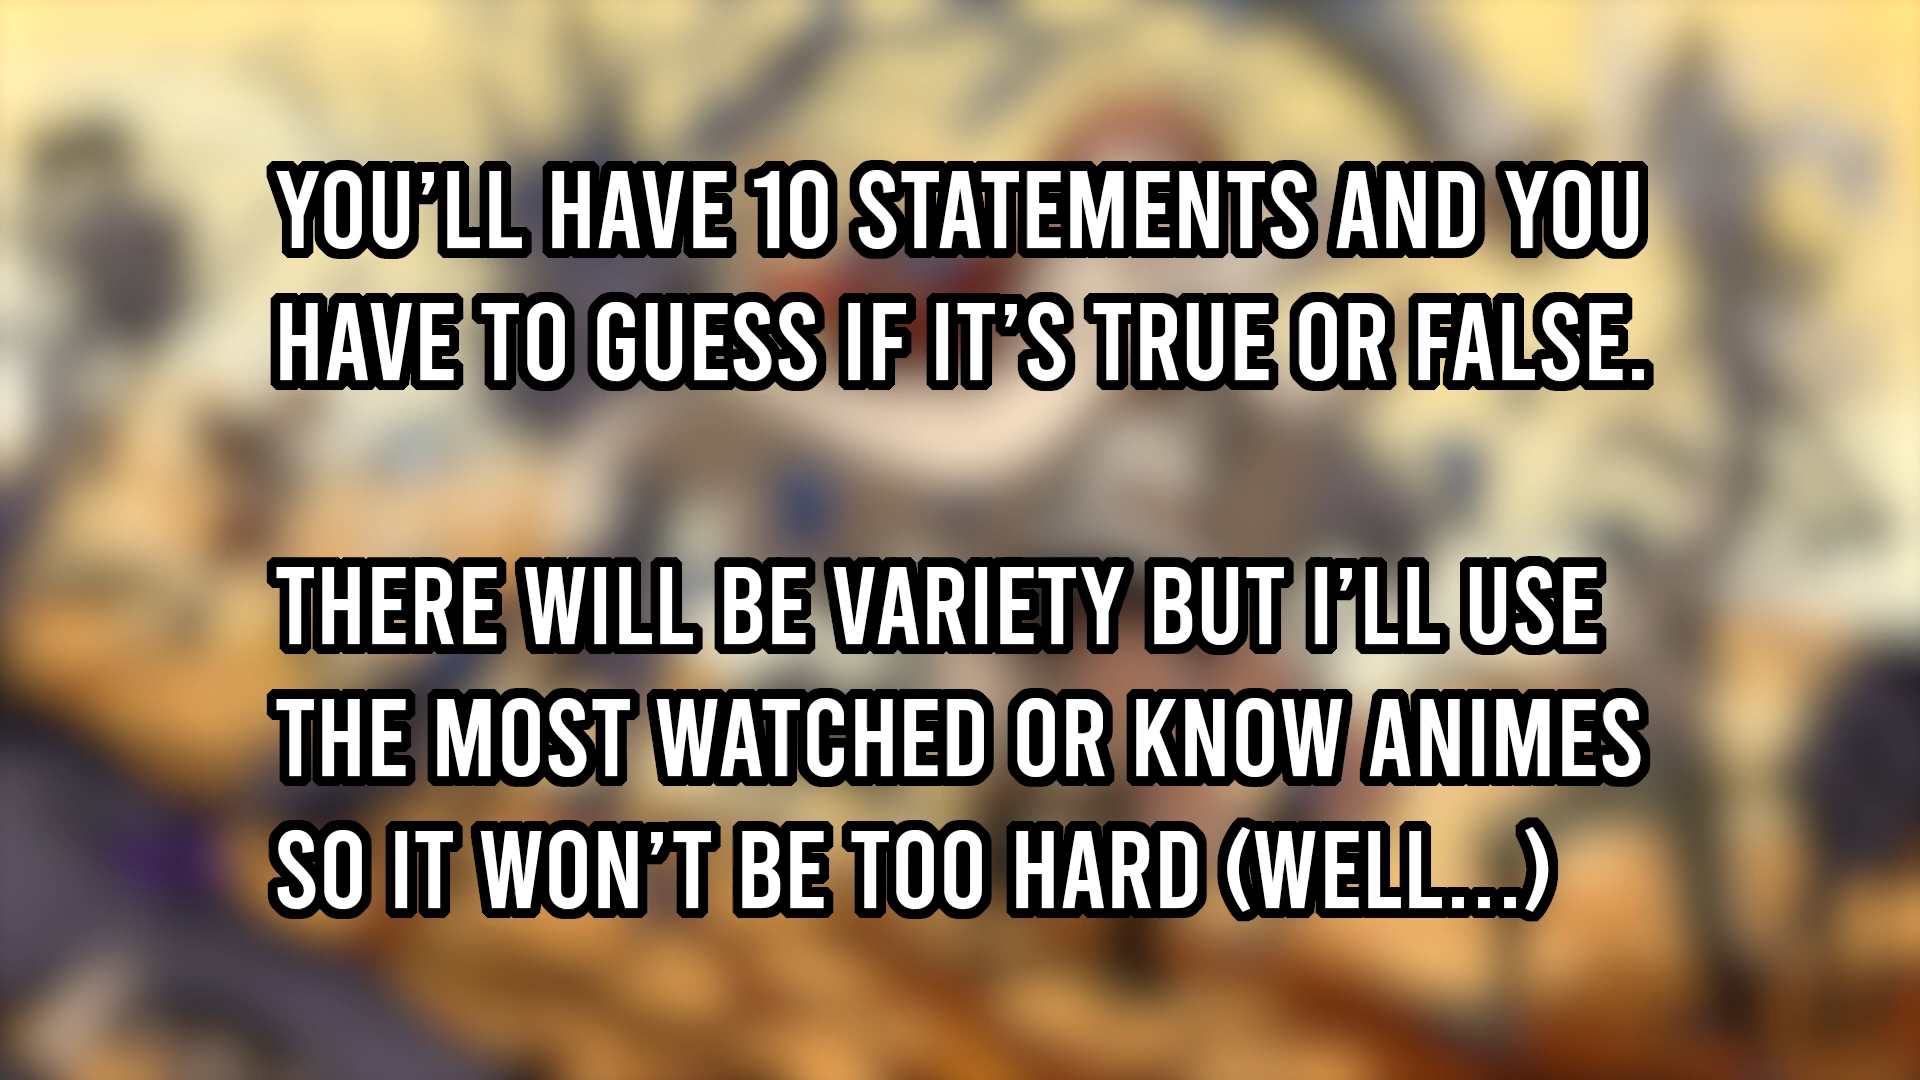 YOU'LL HAVE 10 STATEMENTS AND YOU
HAVE TO GUESS IF IT'S TRUE OR FALSE.
THERE WILL BE VARIETY BUT I'LL USE
THE MOST WATCHED OR KNOW ANIMES
SO IT WON'T BE TOO HARD (WELL...)